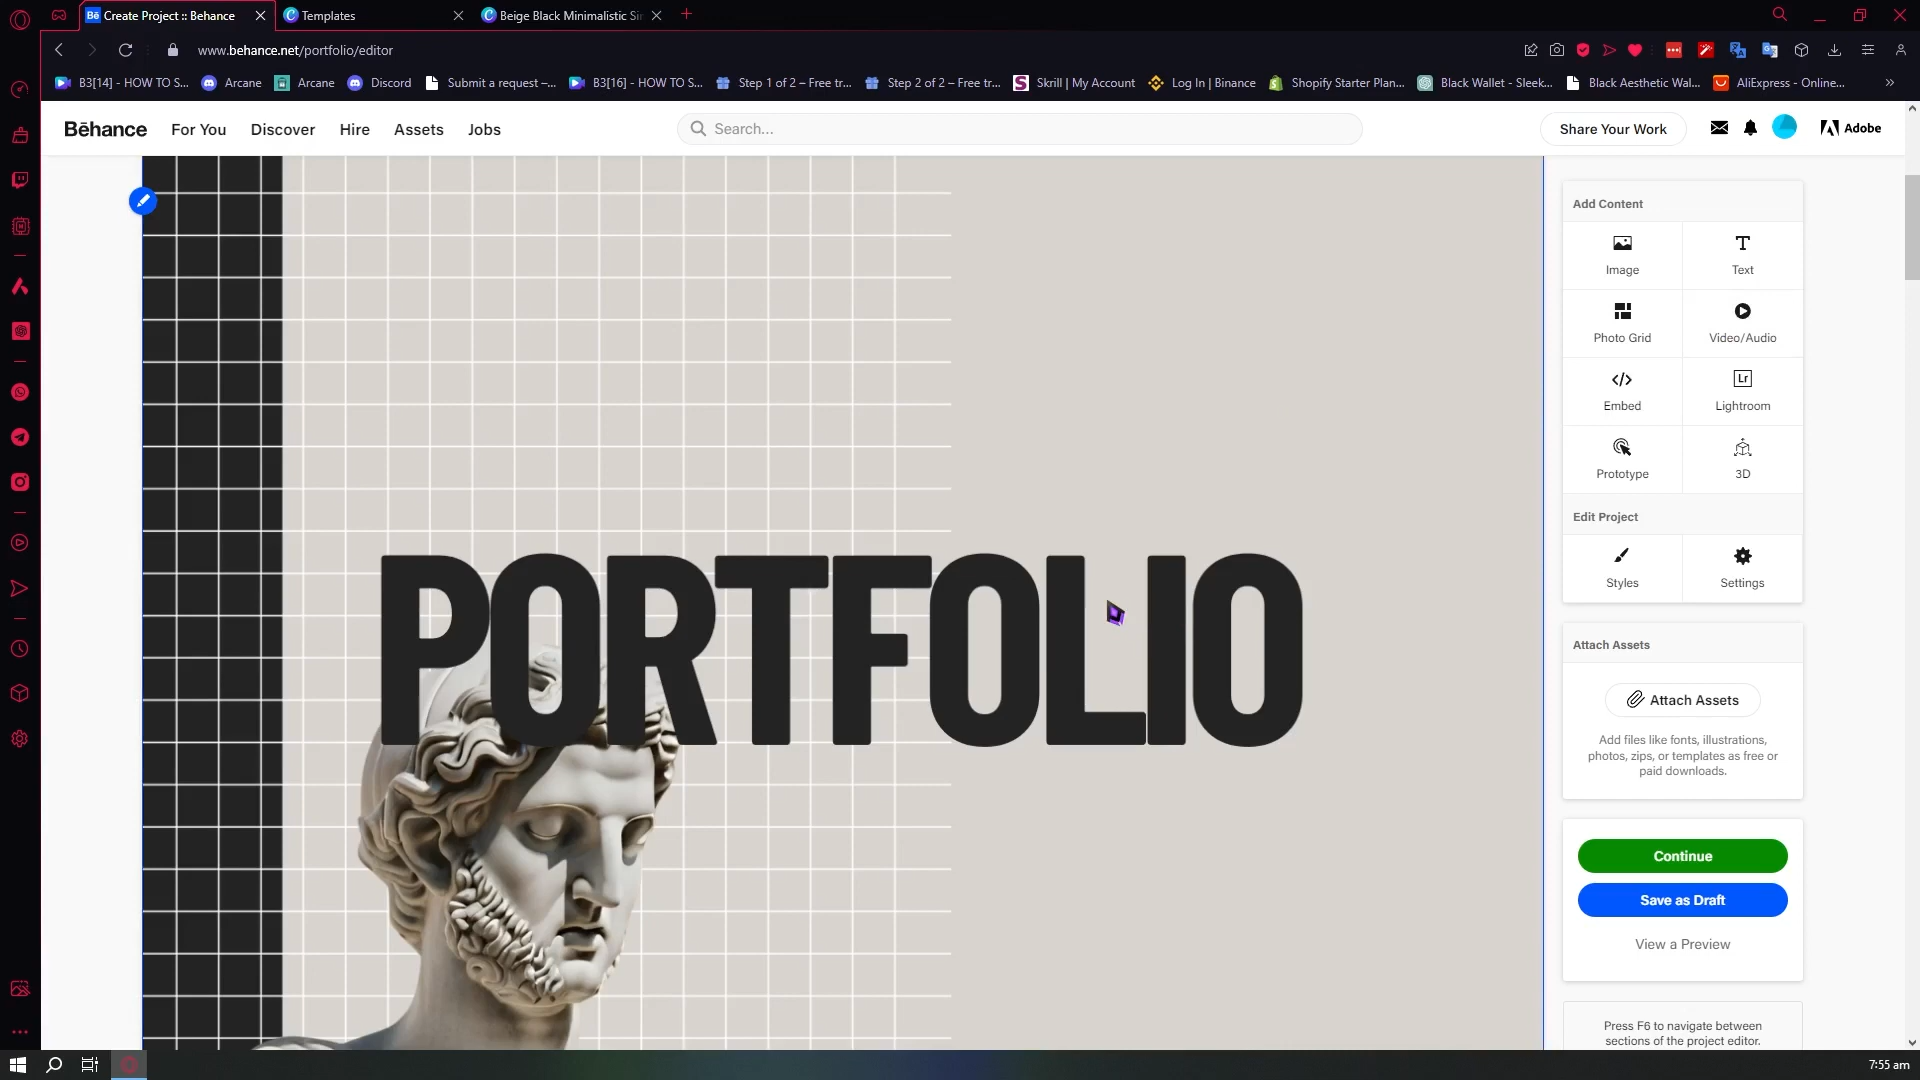 Bē Create Project :: Behance
Templates
Beige Black Minimalistic Sir
www.behance.net/portfolio/editor
B3[14] - HOW TO S...
Arcane
Arcane
Discord
Submit a request –...
B3[16] - HOW TO S...
Step 1 of 2 – Free tr...
Step 2 of 2 – Free tr...
Skrill | My Account
Log In | Binance
Shopify Starter Plan...
Black Wallet - Sleek...
Black Aesthetic Wal...
AliExpress - Online...
Bēhance
For You
Discover
Hire
Assets
Jobs
Search...
Share Your Work
Adobe
Add Content
Image
Text
Photo Grid
Video/Audio
Embed
Lr
Lightroom
Prototype
3D
Edit Project
Styles
Settings
PORTFOLIO
Attach Assets
Attach Assets
Add files like fonts, illustrations,
photos, zips, or templates as free or
paid downloads.
Continue
Save as Draft
View a Preview
Press F6 to navigate between
sections of the project editor.
7:55 am